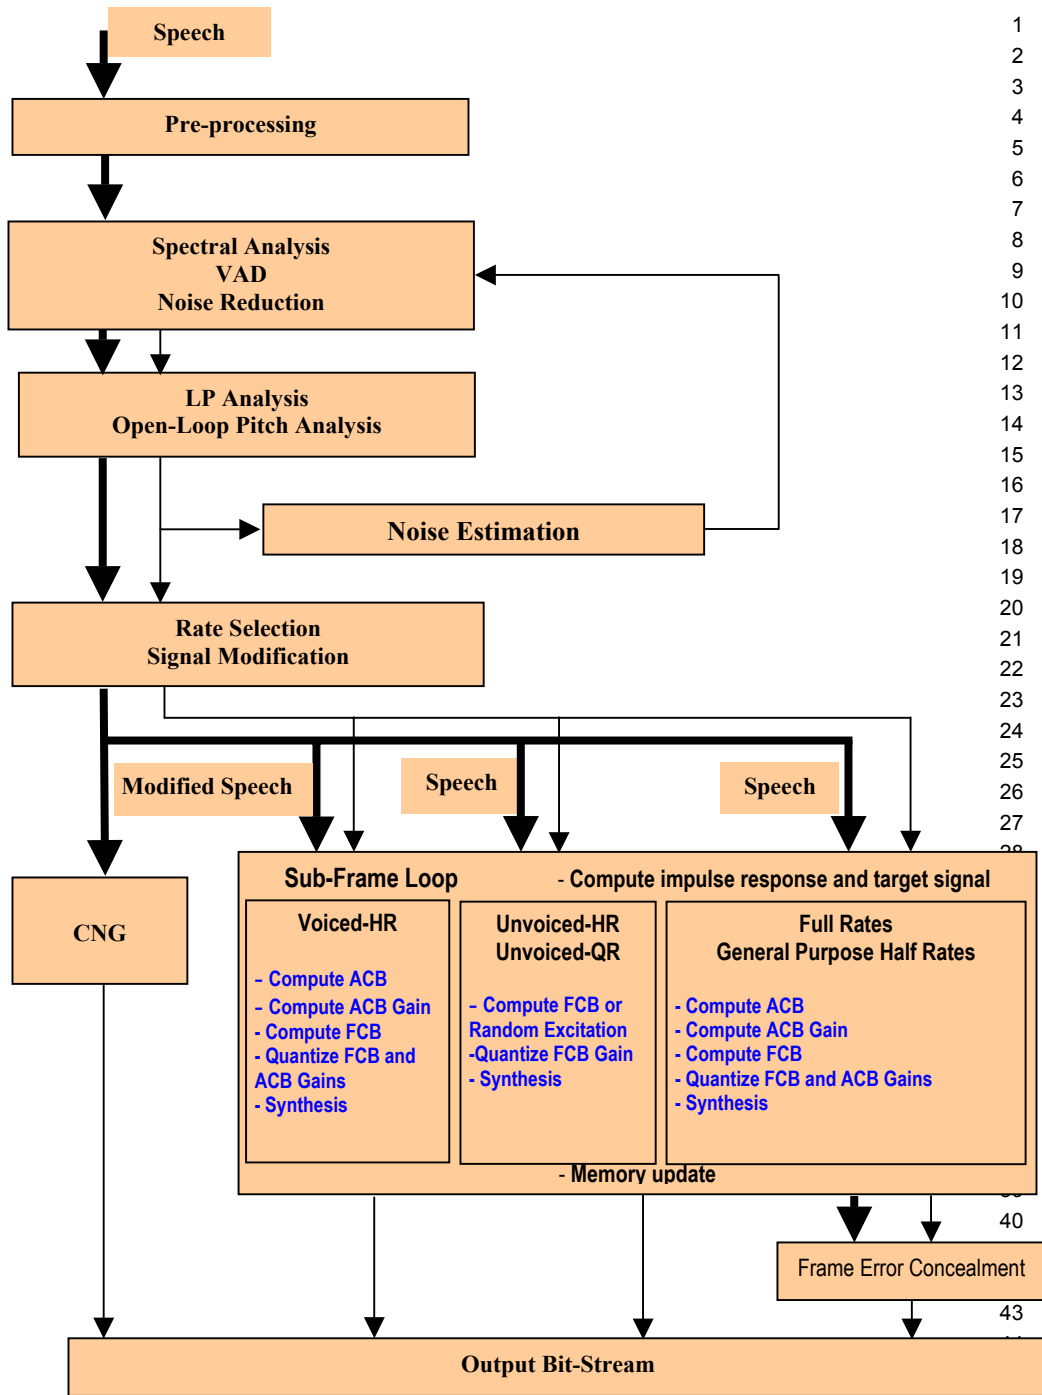 Speech
Pre-processing
Spectral Analysis
VAD
Noise Reduction
LP Analysis
Open-Loop Pitch Analysis
Noise Estimation
Rate Selection
Signal Modification
Modified Speech
Speech
Speech
CNG
Sub-Frame Loop - Compute impulse response and target signal
Voiced-HR
– Compute ACB
– Compute ACB Gain
- Compute FCB
- Quantize FCB and
ACB Gains
- Synthesis
Unvoiced-HR
Unvoiced-QR
– Compute FCB or
Random Excitation
-Quantize FCB Gain
- Synthesis
Full Rates
General Purpose Half Rates
- Compute ACB
- Compute ACB Gain
- Compute FCB
- Quantize FCB and ACB Gains
- Synthesis
- Memory update
Frame Error Concealment
Output Bit-Stream
1
2
3
4
5
6
7
8
9
10
11
12
13
14
15
16
17
18
19
20
21
22
23
24
25
26
27
28
40
43